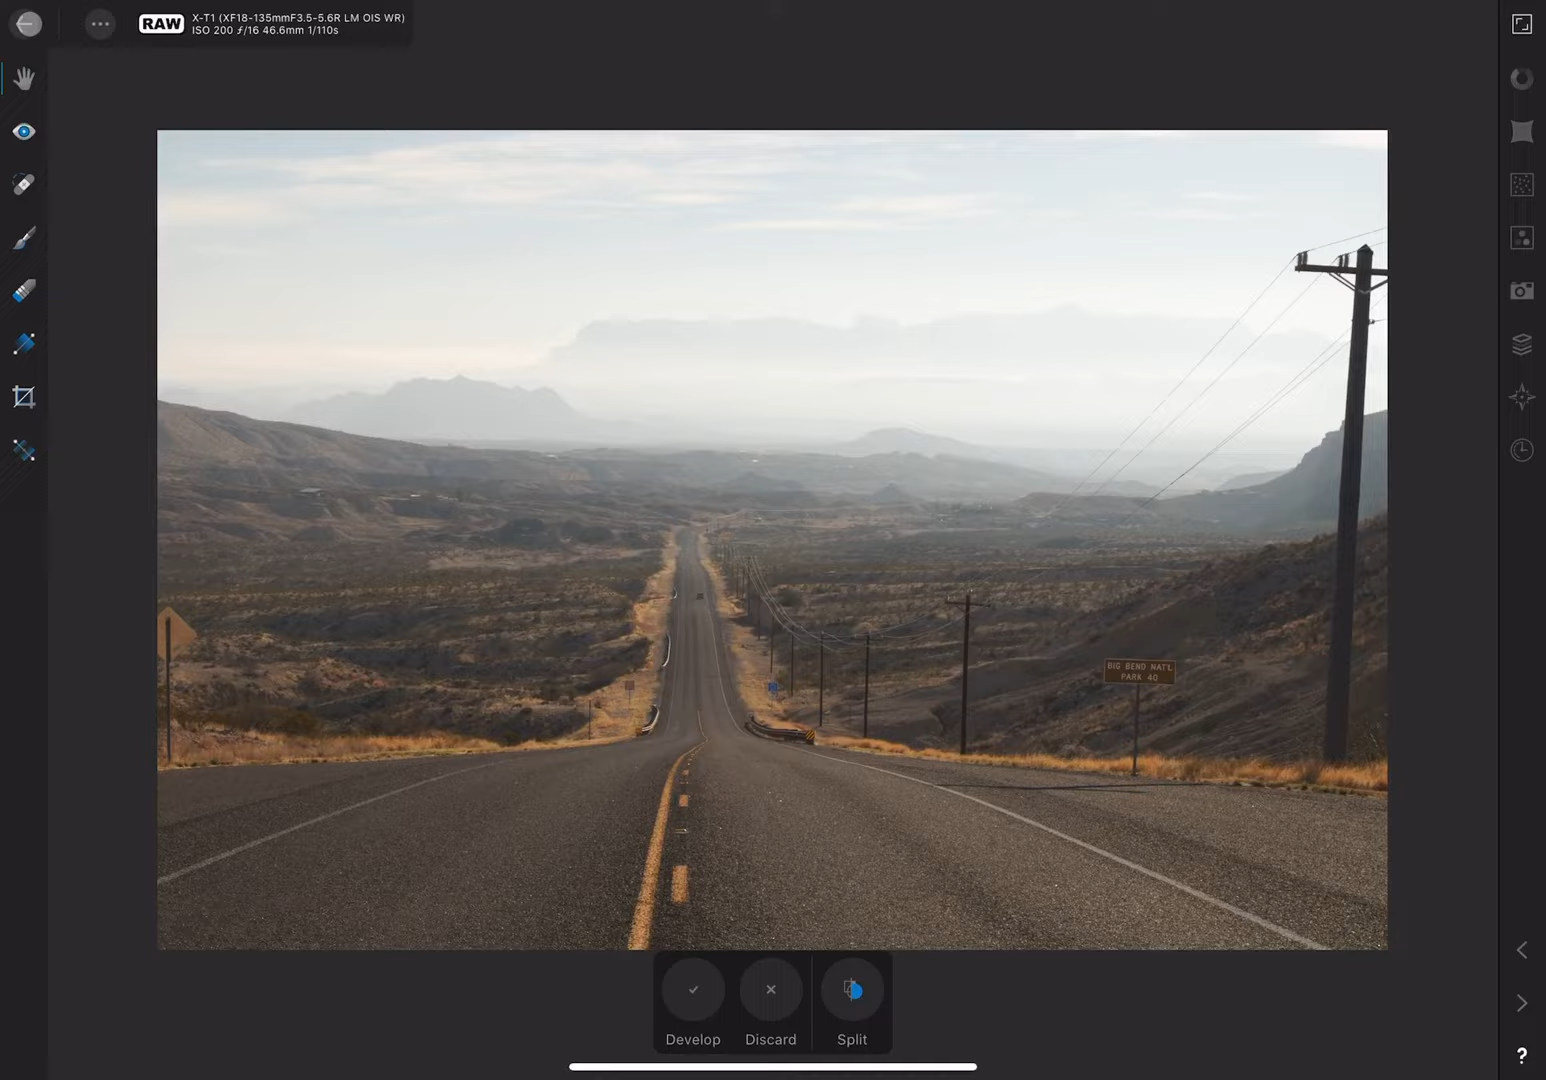 RAW
X-T1 (XF18-135mmF3.5-5.6R LM OIS WR)
ISO 200 ƒ/16 46.6mm 1/110s
BIG BEND NAT'L
PARK 40
Develop
Discard
Split
?